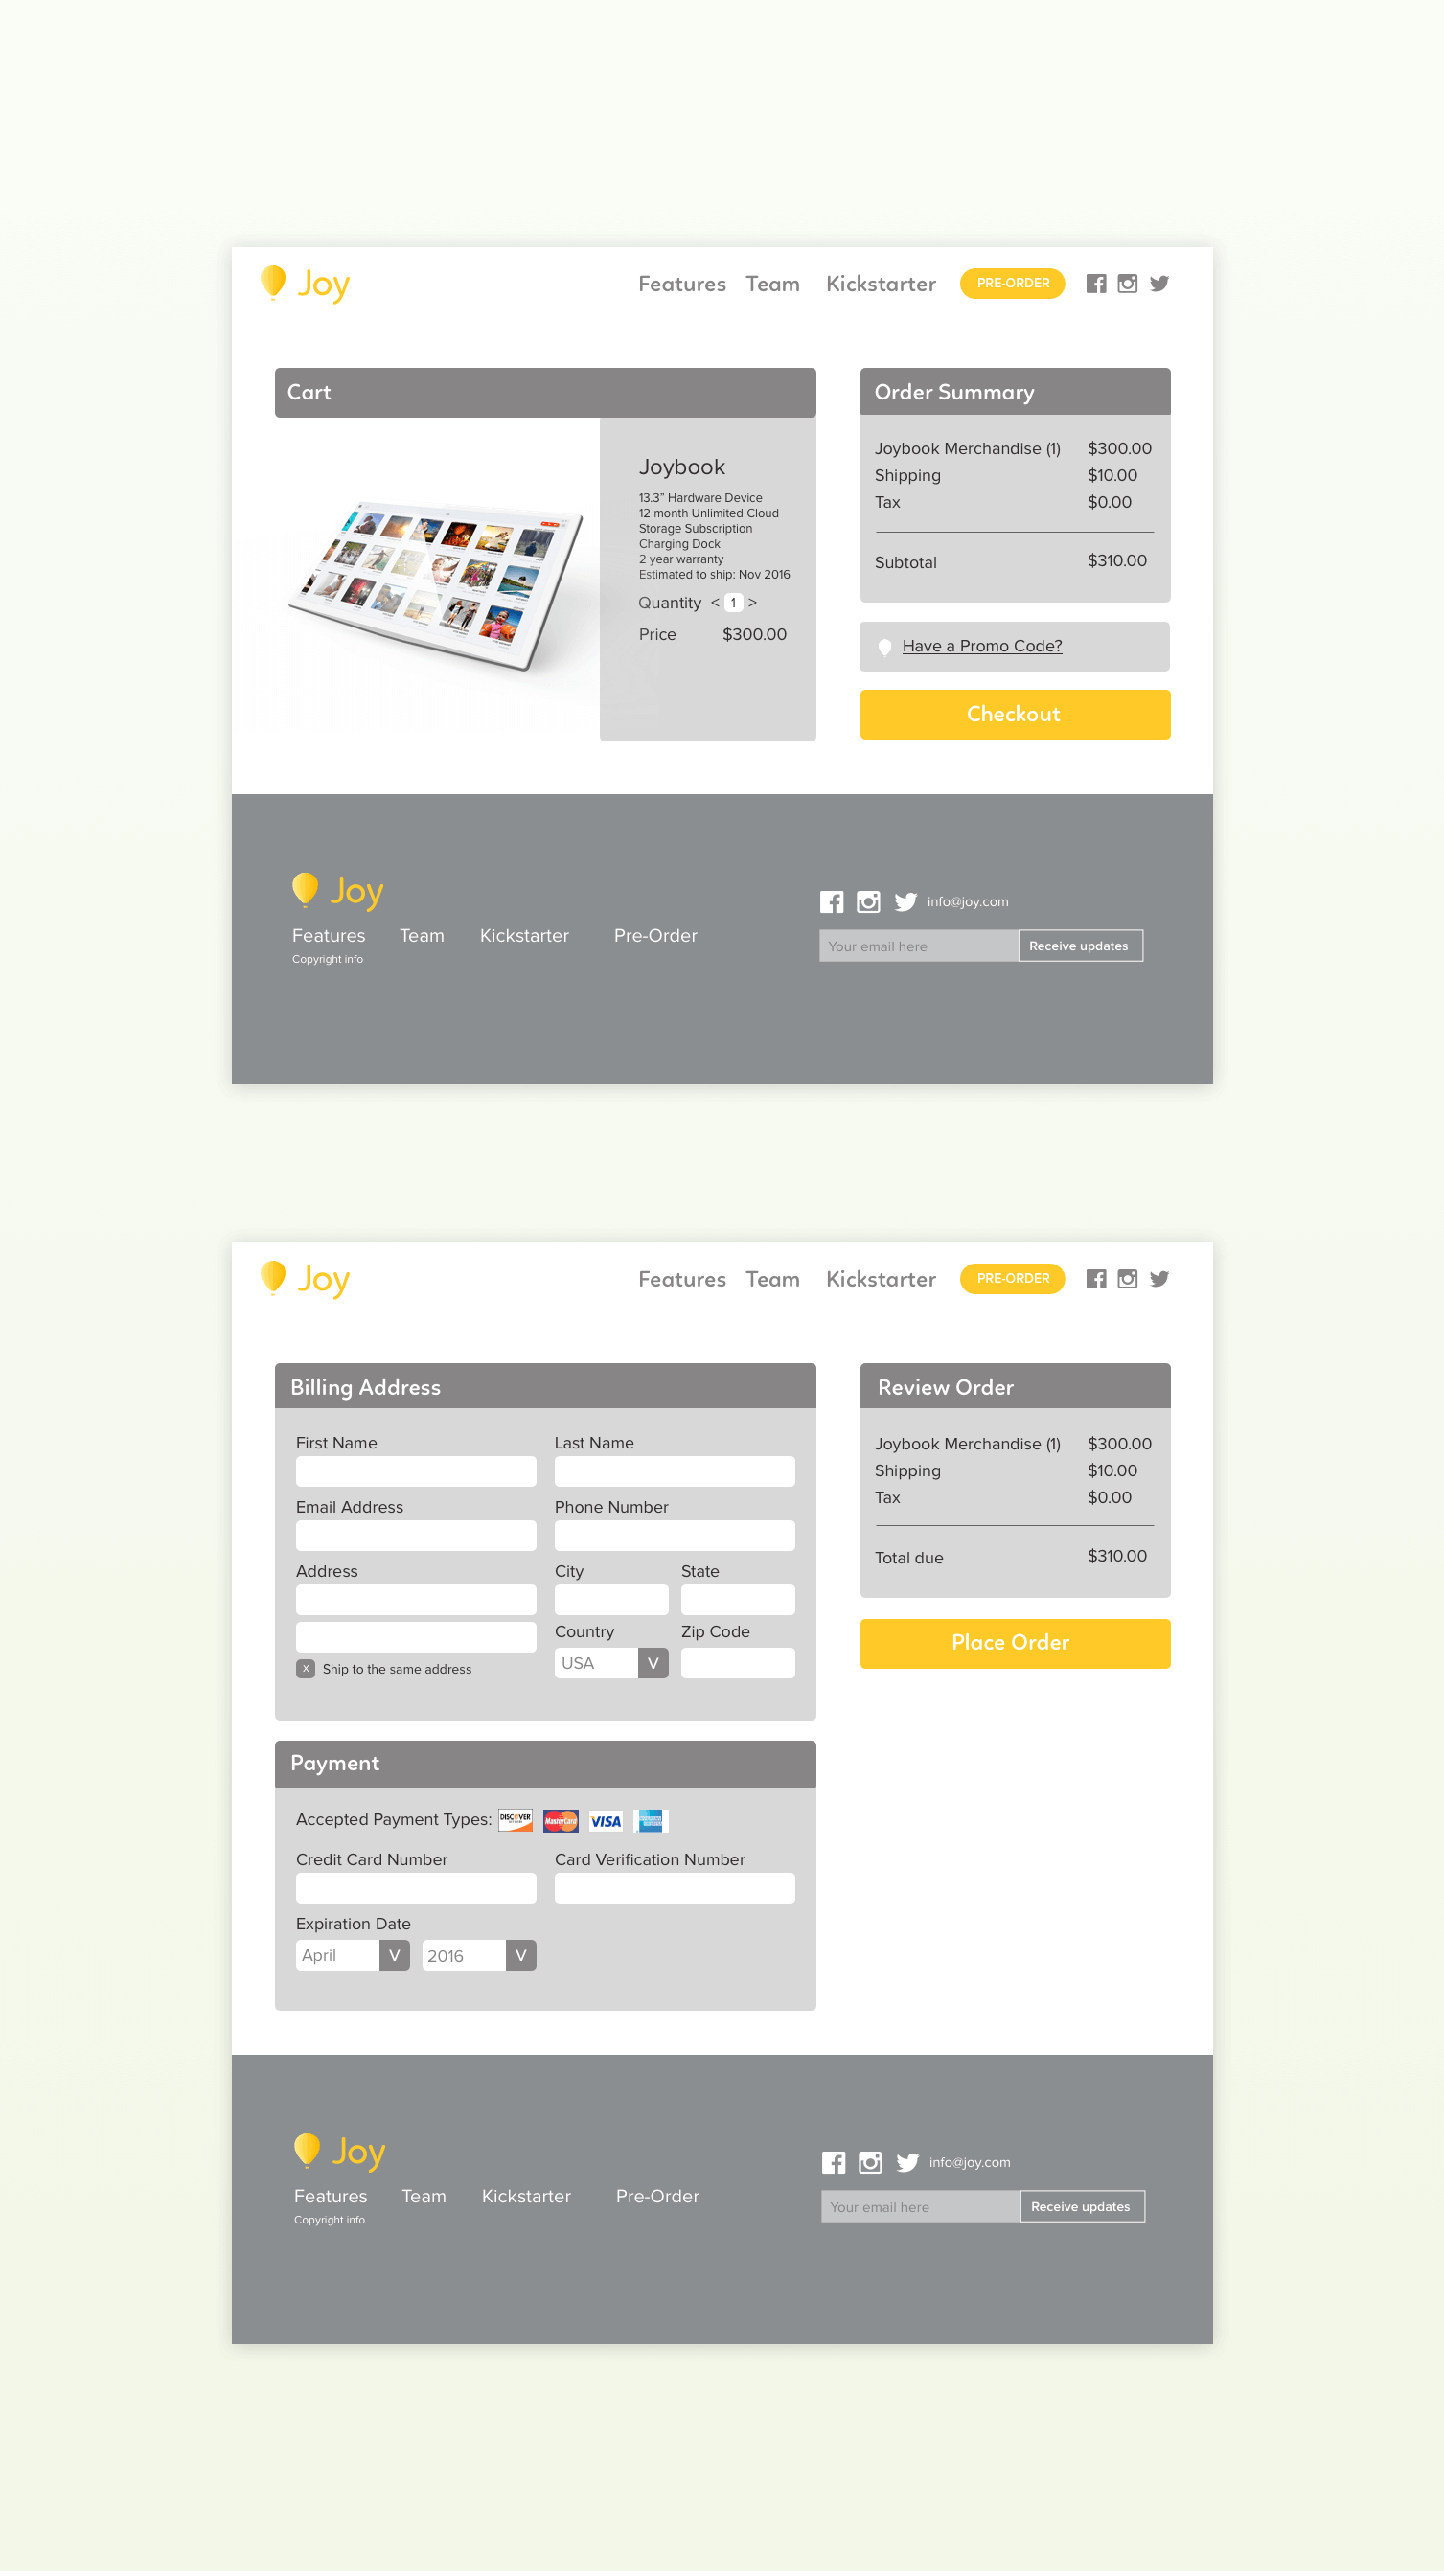 Joy
Features Team Kickstarter PRE-ORDER
Cart
Joybook
13.3” Hardware Device
12 month Unlimited Cloud
Storage Subscription
Charging Dock
2 year warranty
Estimated to ship: Nov 2016
Quantity < 1 >
Price $300.00
Order Summary
Joybook Merchandise (1) $300.00
Shipping $10.00
Tax $0.00
Subtotal $310.00
Have a Promo Code?
Checkout
Joy
Features Team Kickstarter Pre-Order
Copyright info
info@joy.com
Your email here Receive updates
Joy
Features Team Kickstarter PRE-ORDER
Billing Address
First Name Last Name
Email Address Phone Number
Address City State
Country Zip Code
USA V
x Ship to the same address
Payment
Accepted Payment Types: DISCOVER MasterCard VISA
Credit Card Number Card Verification Number
Expiration Date
April V 2016 V
Review Order
Joybook Merchandise (1) $300.00
Shipping $10.00
Tax $0.00
Total due $310.00
Place Order
Joy
Features Team Kickstarter Pre-Order
Copyright info
info@joy.com
Your email here Receive updates